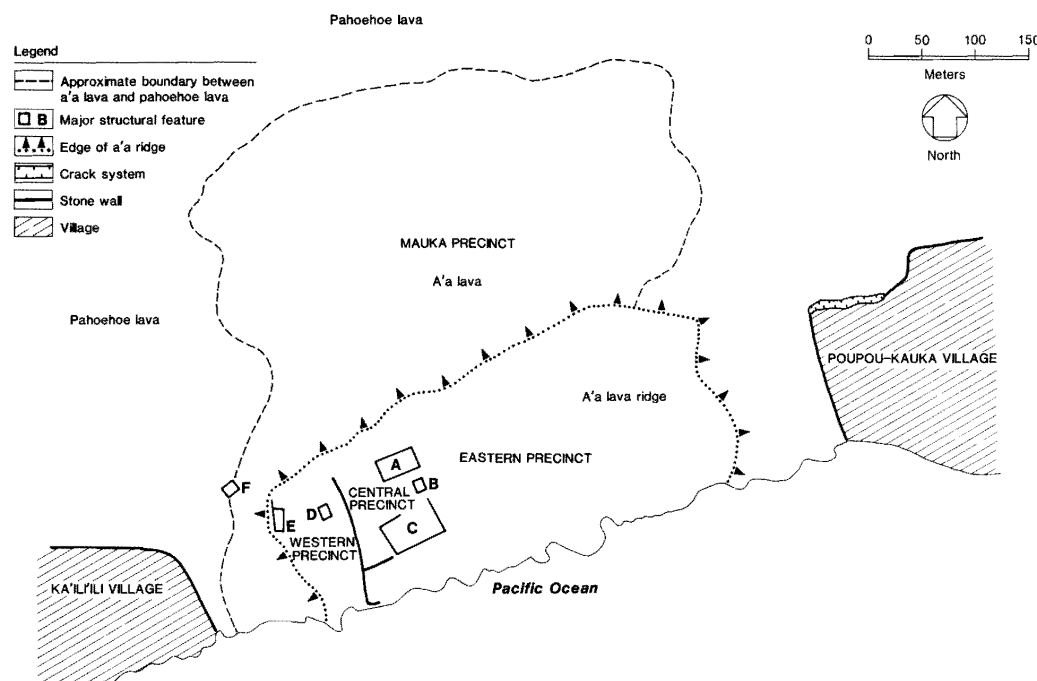 Pahoehoe lava
Legend
Approximate boundary between
a'a lava and pahoehoe lava
B Major structural feature
Edge of a'a ridge
Crack system
Stone wall
Village
0 50 100 150
Meters
North
MAUKA PRECINCT
A'a lava
Pahoehoe lava
POUPOU-KAUKA VILLAGE
A'a lava ridge
A
EASTERN PRECINCT
F
B
CENTRAL
PRECINCT
E
D
C
WESTERN
PRECINCT
KA'ILI'ILI VILLAGE
Pacific Ocean